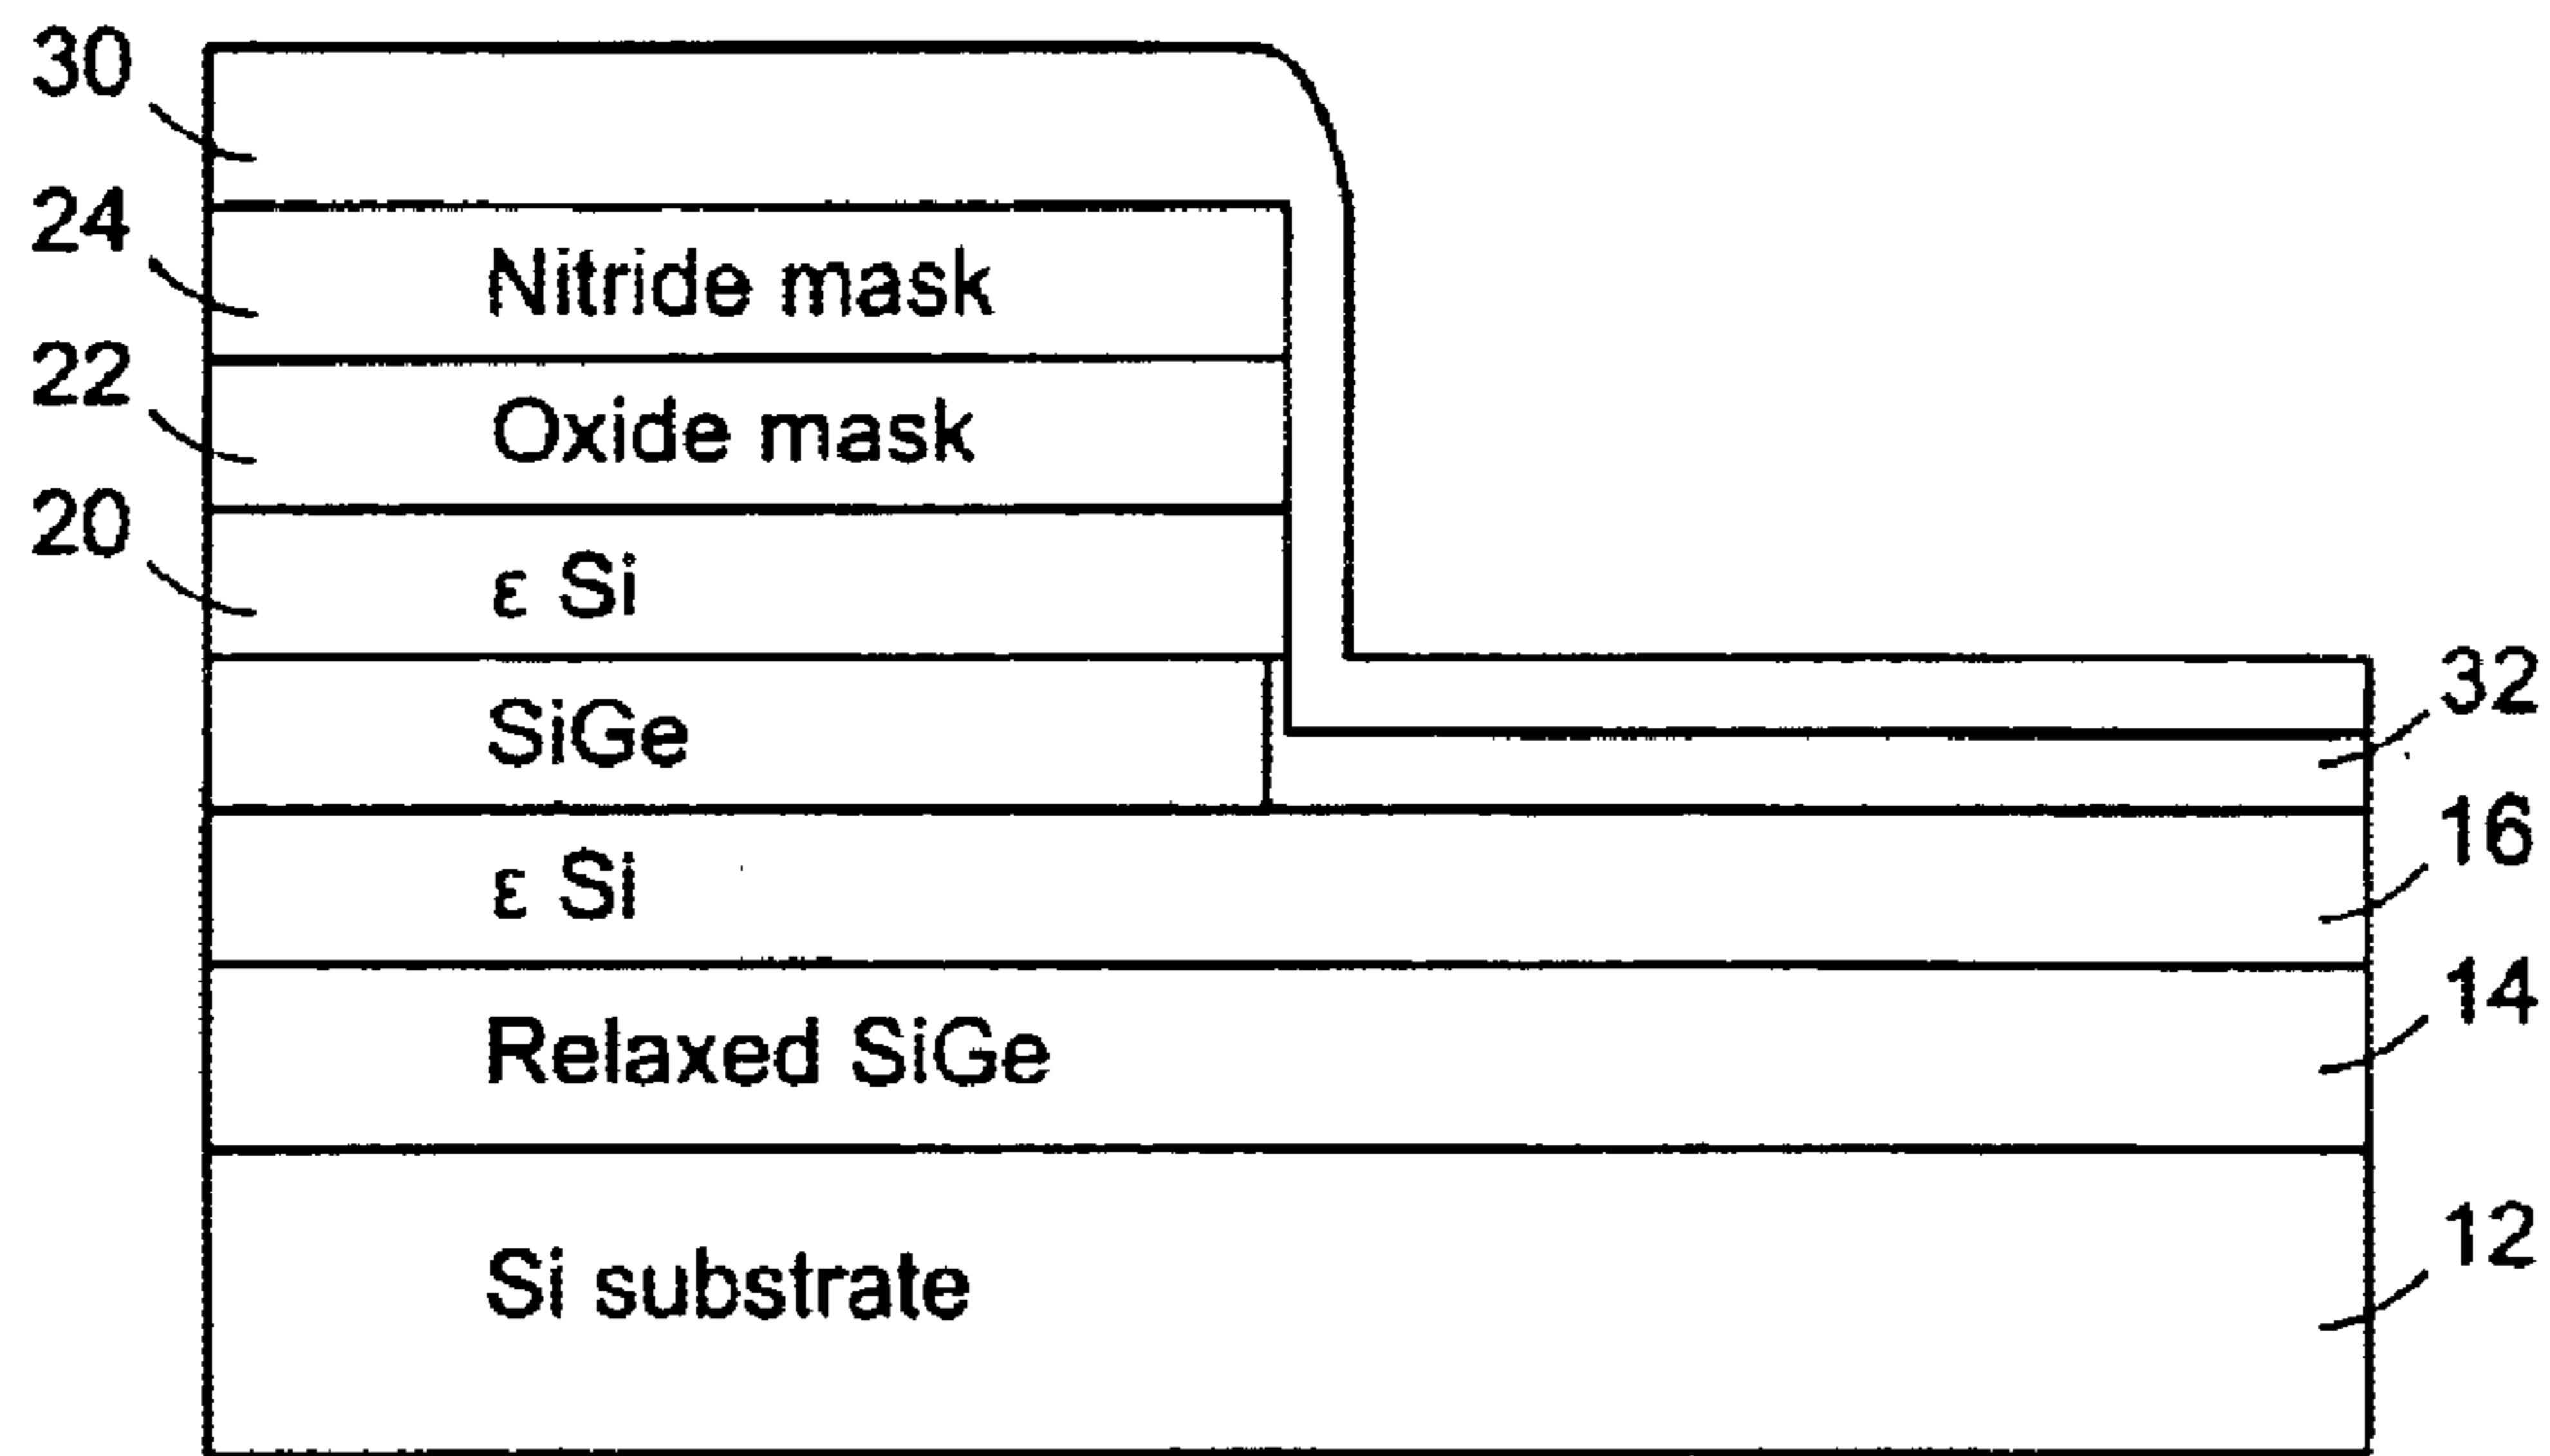 30
24
Nitride mask
22
Oxide mask
20
ε Si
SiGe
32
ε Si
16
Relaxed SiGe
14
Si substrate
12